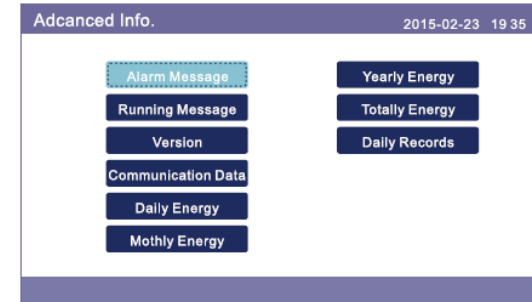 Adcanced Info.
2015-02-23 19 35
Alarm Message
Running Message
Version
Communication Data
Daily Energy
Mothly Energy
Yearly Energy
Totally Energy
Daily Records